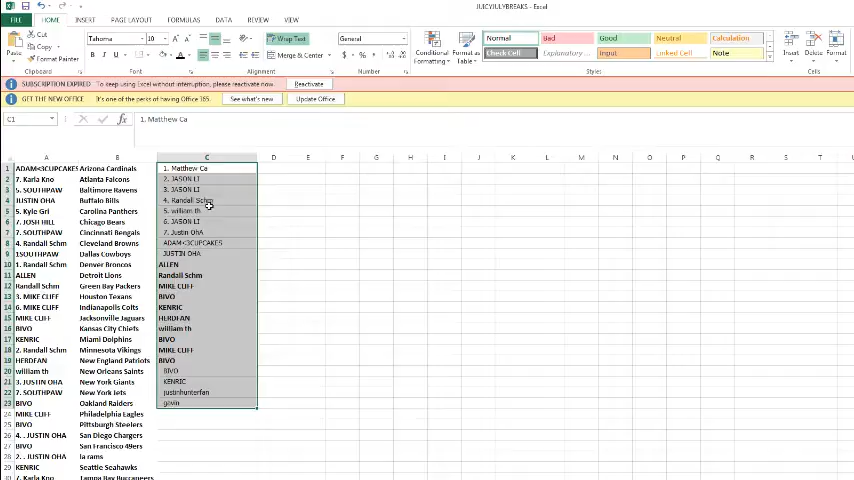 JUICYJULYBREAKS - Excel
FILE HOME INSERT PAGE LAYOUT FORMULAS DATA REVIEW VIEW
Cut
Copy
Format Painter
Paste
Clipboard
Tahoma 10
B I U
Font
Wrap Text
Merge & Center
Alignment
General
$ % ,
Number
Conditional Formatting
Format as Table
Normal Bad Good Neutral Calculation
Check Cell Explanatory ... Input Linked Cell Note
Styles
Insert Delete Format
Cells
SUBSCRIPTION EXPIRED To keep using Excel without interruption, please reactivate now. Reactivate
GET THE NEW OFFICE It's one of the perks of having Office 365. See what's new Update Office
C1 fx 1. Matthew Ca
A B C D E F G H I J K L M N O P Q R S T U
1 ADAM<3CUPCAKES Arizona Cardinals 1. Matthew Ca
2 7. Karla Kno Atlanta Falcons 2. JASON LI
3 5. SOUTHPAW Baltimore Ravens 3. JASON LI
4 JUSTIN OHA Buffalo Bills 4. Randall Schm
5 5. Kyle Gri Carolina Panthers 5. william th
6 7. JOSH HILL Chicago Bears 6. JASON LI
7 7. SOUTHPAW Cincinnati Bengals 7. Justin OhA
8 4. Randall Schm Cleveland Browns ADAM<3CUPCAKES
9 1SOUTHPAW Dallas Cowboys JUSTIN OHA
10 1. Randall Schm Denver Broncos ALLEN
11 ALLEN Detroit Lions Randall Schm
12 Randall Schm Green Bay Packers MIKE CLIFF
13 3. MIKE CLIFF Houston Texans BIVO
14 6. MIKE CLIFF Indianapolis Colts KENRIC
15 MIKE CLIFF Jacksonville Jaguars HERDFAN
16 BIVO Kansas City Chiefs william th
17 KENRIC Miami Dolphins BIVO
18 2. Randall Schm Minnesota Vikings MIKE CLIFF
19 HERDFAN New England Patriots BIVO
20 william th New Orleans Saints BIVO
21 3. JUSTIN OHA New York Giants KENRIC
22 7. SOUTHPAW New York Jets justinhunterfan
23 BIVO Oakland Raiders gavin
24 MIKE CLIFF Philadelphia Eagles
25 BIVO Pittsburgh Steelers
26 4. . JUSTIN OHA San Diego Chargers
27 BIVO San Francisco 49ers
28 2. . JUSTIN OHA la rams
29 KENRIC Seattle Seahawks
30 7. Karla Kno Tampa Bay Buccaneers